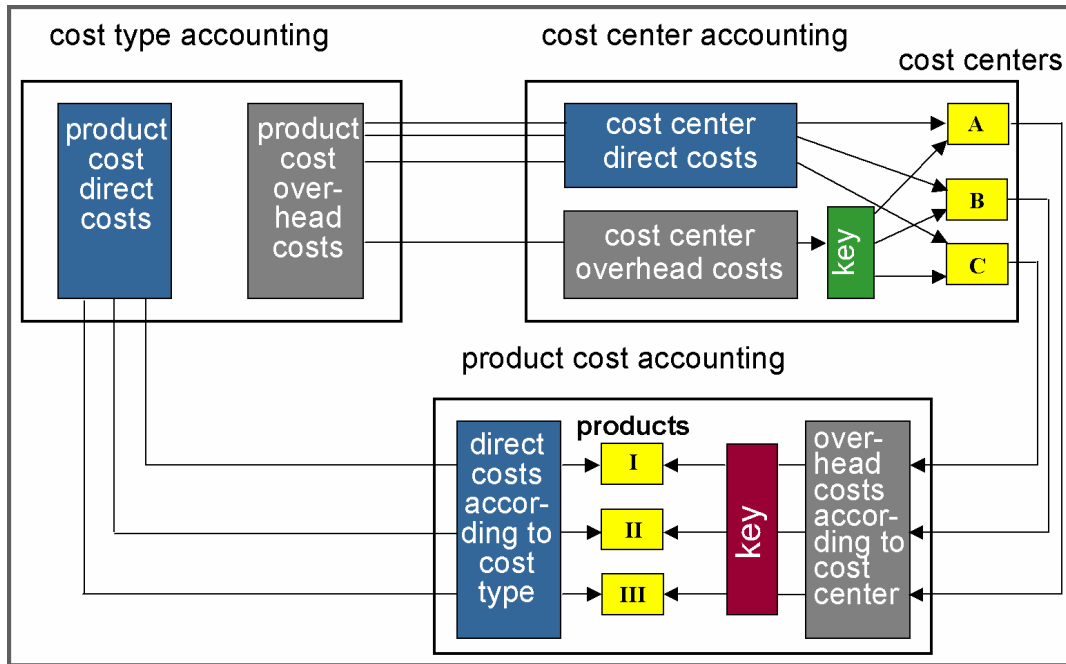 cost type accounting
cost center accounting
cost centers
product
cost
direct
costs
product
cost
over-
head
costs
cost center
direct costs
cost center
overhead costs
key
A
B
C
product cost accounting
products
direct
costs
accor-
ding to
cost
type
I
II
III
key
over-
head
costs
accor-
ding to
cost
center